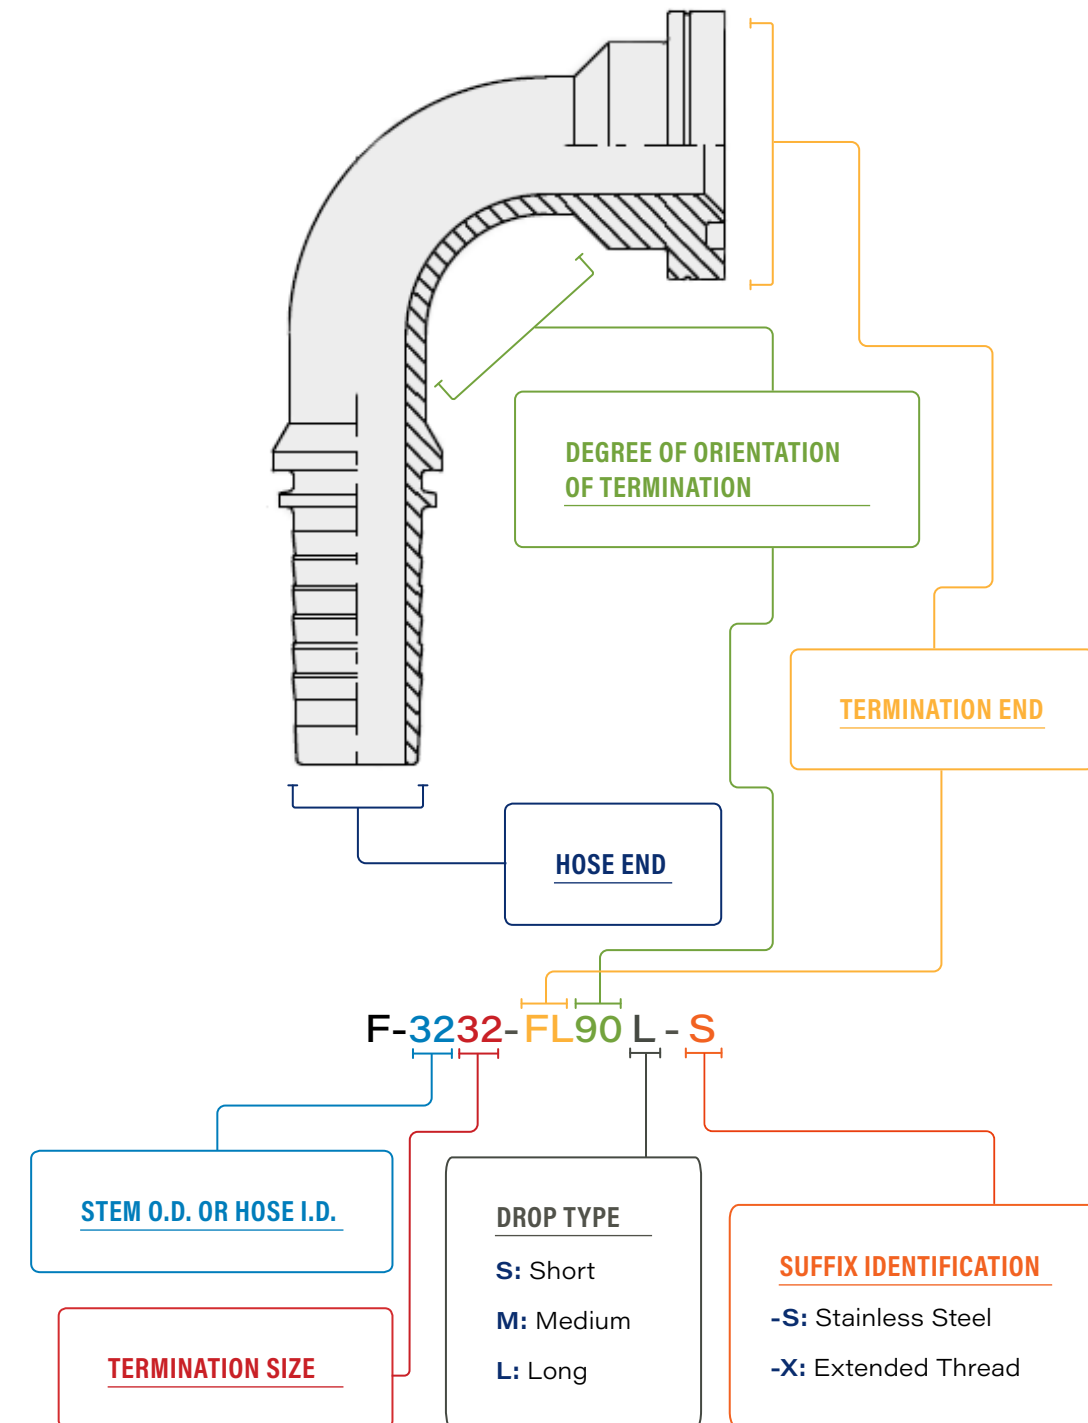 DEGREE OF ORIENTATION
OF TERMINATION
TERMINATION END
HOSE END
F-3232-FL90L-S
STEM O.D. OR HOSE I.D.
TERMINATION SIZE
DROP TYPE
S: Short
M: Medium
L: Long
SUFFIX IDENTIFICATION
-S: Stainless Steel
-X: Extended Thread